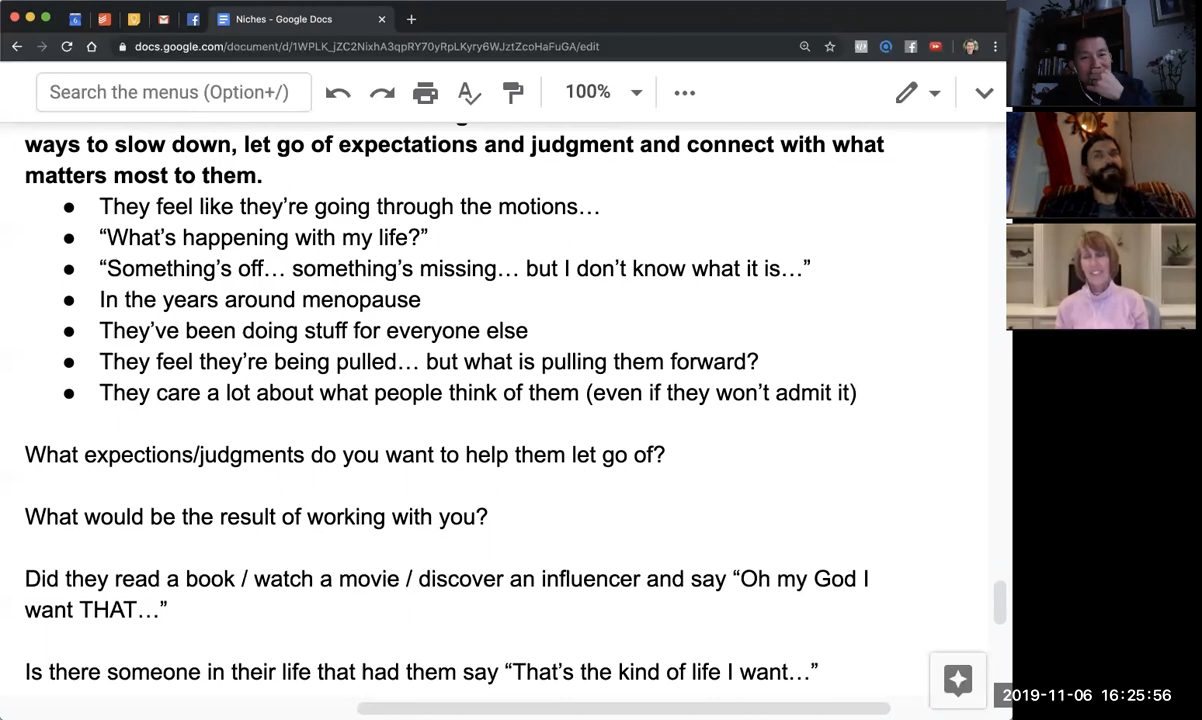 Niches - Google Docs
docs.google.com/document/d/1WPLK_jZC2NixhA3qpRY70yRpLKyry6WJztZcoHaFuGA/edit
Search the menus (Option+/)
100%
ways to slow down, let go of expectations and judgment and connect with what
matters most to them.
● They feel like they’re going through the motions…
● “What’s happening with my life?”
● “Something’s off… something’s missing… but I don’t know what it is…”
● In the years around menopause
● They’ve been doing stuff for everyone else
● They feel they’re being pulled… but what is pulling them forward?
● They care a lot about what people think of them (even if they won’t admit it)
What expections/judgments do you want to help them let go of?
What would be the result of working with you?
Did they read a book / watch a movie / discover an influencer and say “Oh my God I
want THAT…”
Is there someone in their life that had them say “That’s the kind of life I want…”
2019-11-06 16:25:56